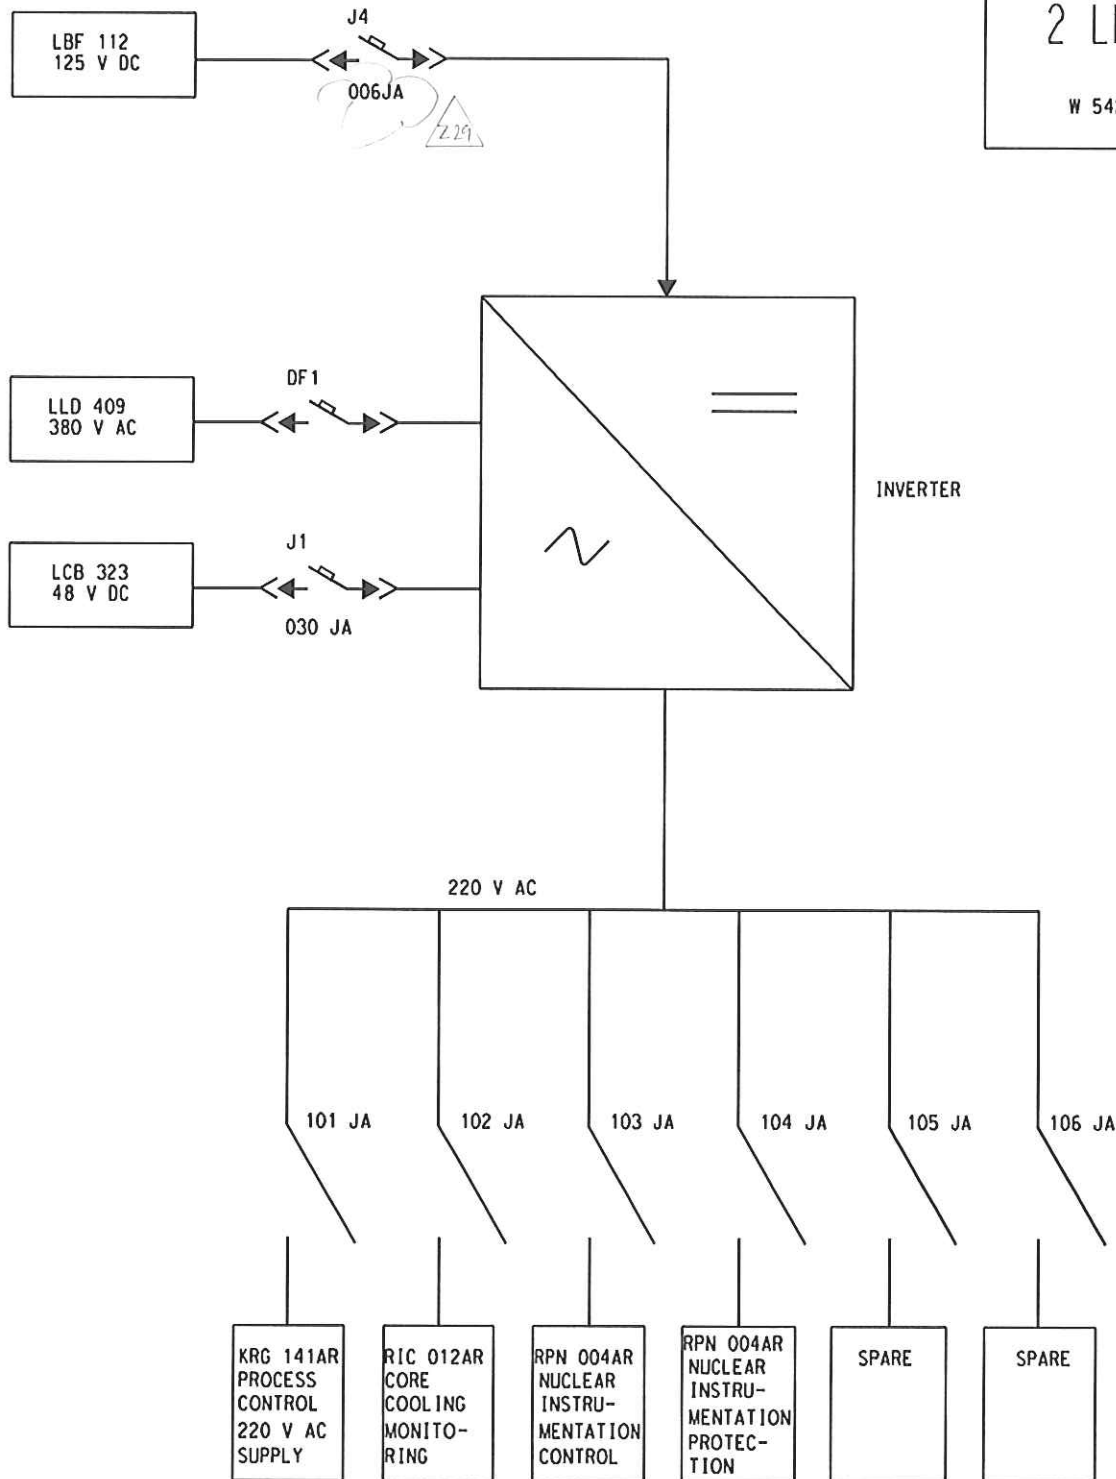 LBF 112
125 V DC
J4
006JA
Z29
2
W 54
LLD 409
380 V AC
DF1
LCB 323
48 V DC
J1
030 JA
INVERTER
220 V AC
101 JA
102 JA
103 JA
104 JA
105 JA
106 JA
KRG 141AR
PROCESS
CONTROL
220 V AC
SUPPLY
RIC 012AR
CORE
COOLING
MONITO-
RING
RPN 004AR
NUCLEAR
INSTRU-
MENTATION
CONTROL
RPN 004AR
NUCLEAR
INSTRU-
MENTATION
PROTEC-
TION
SPARE
SPARE